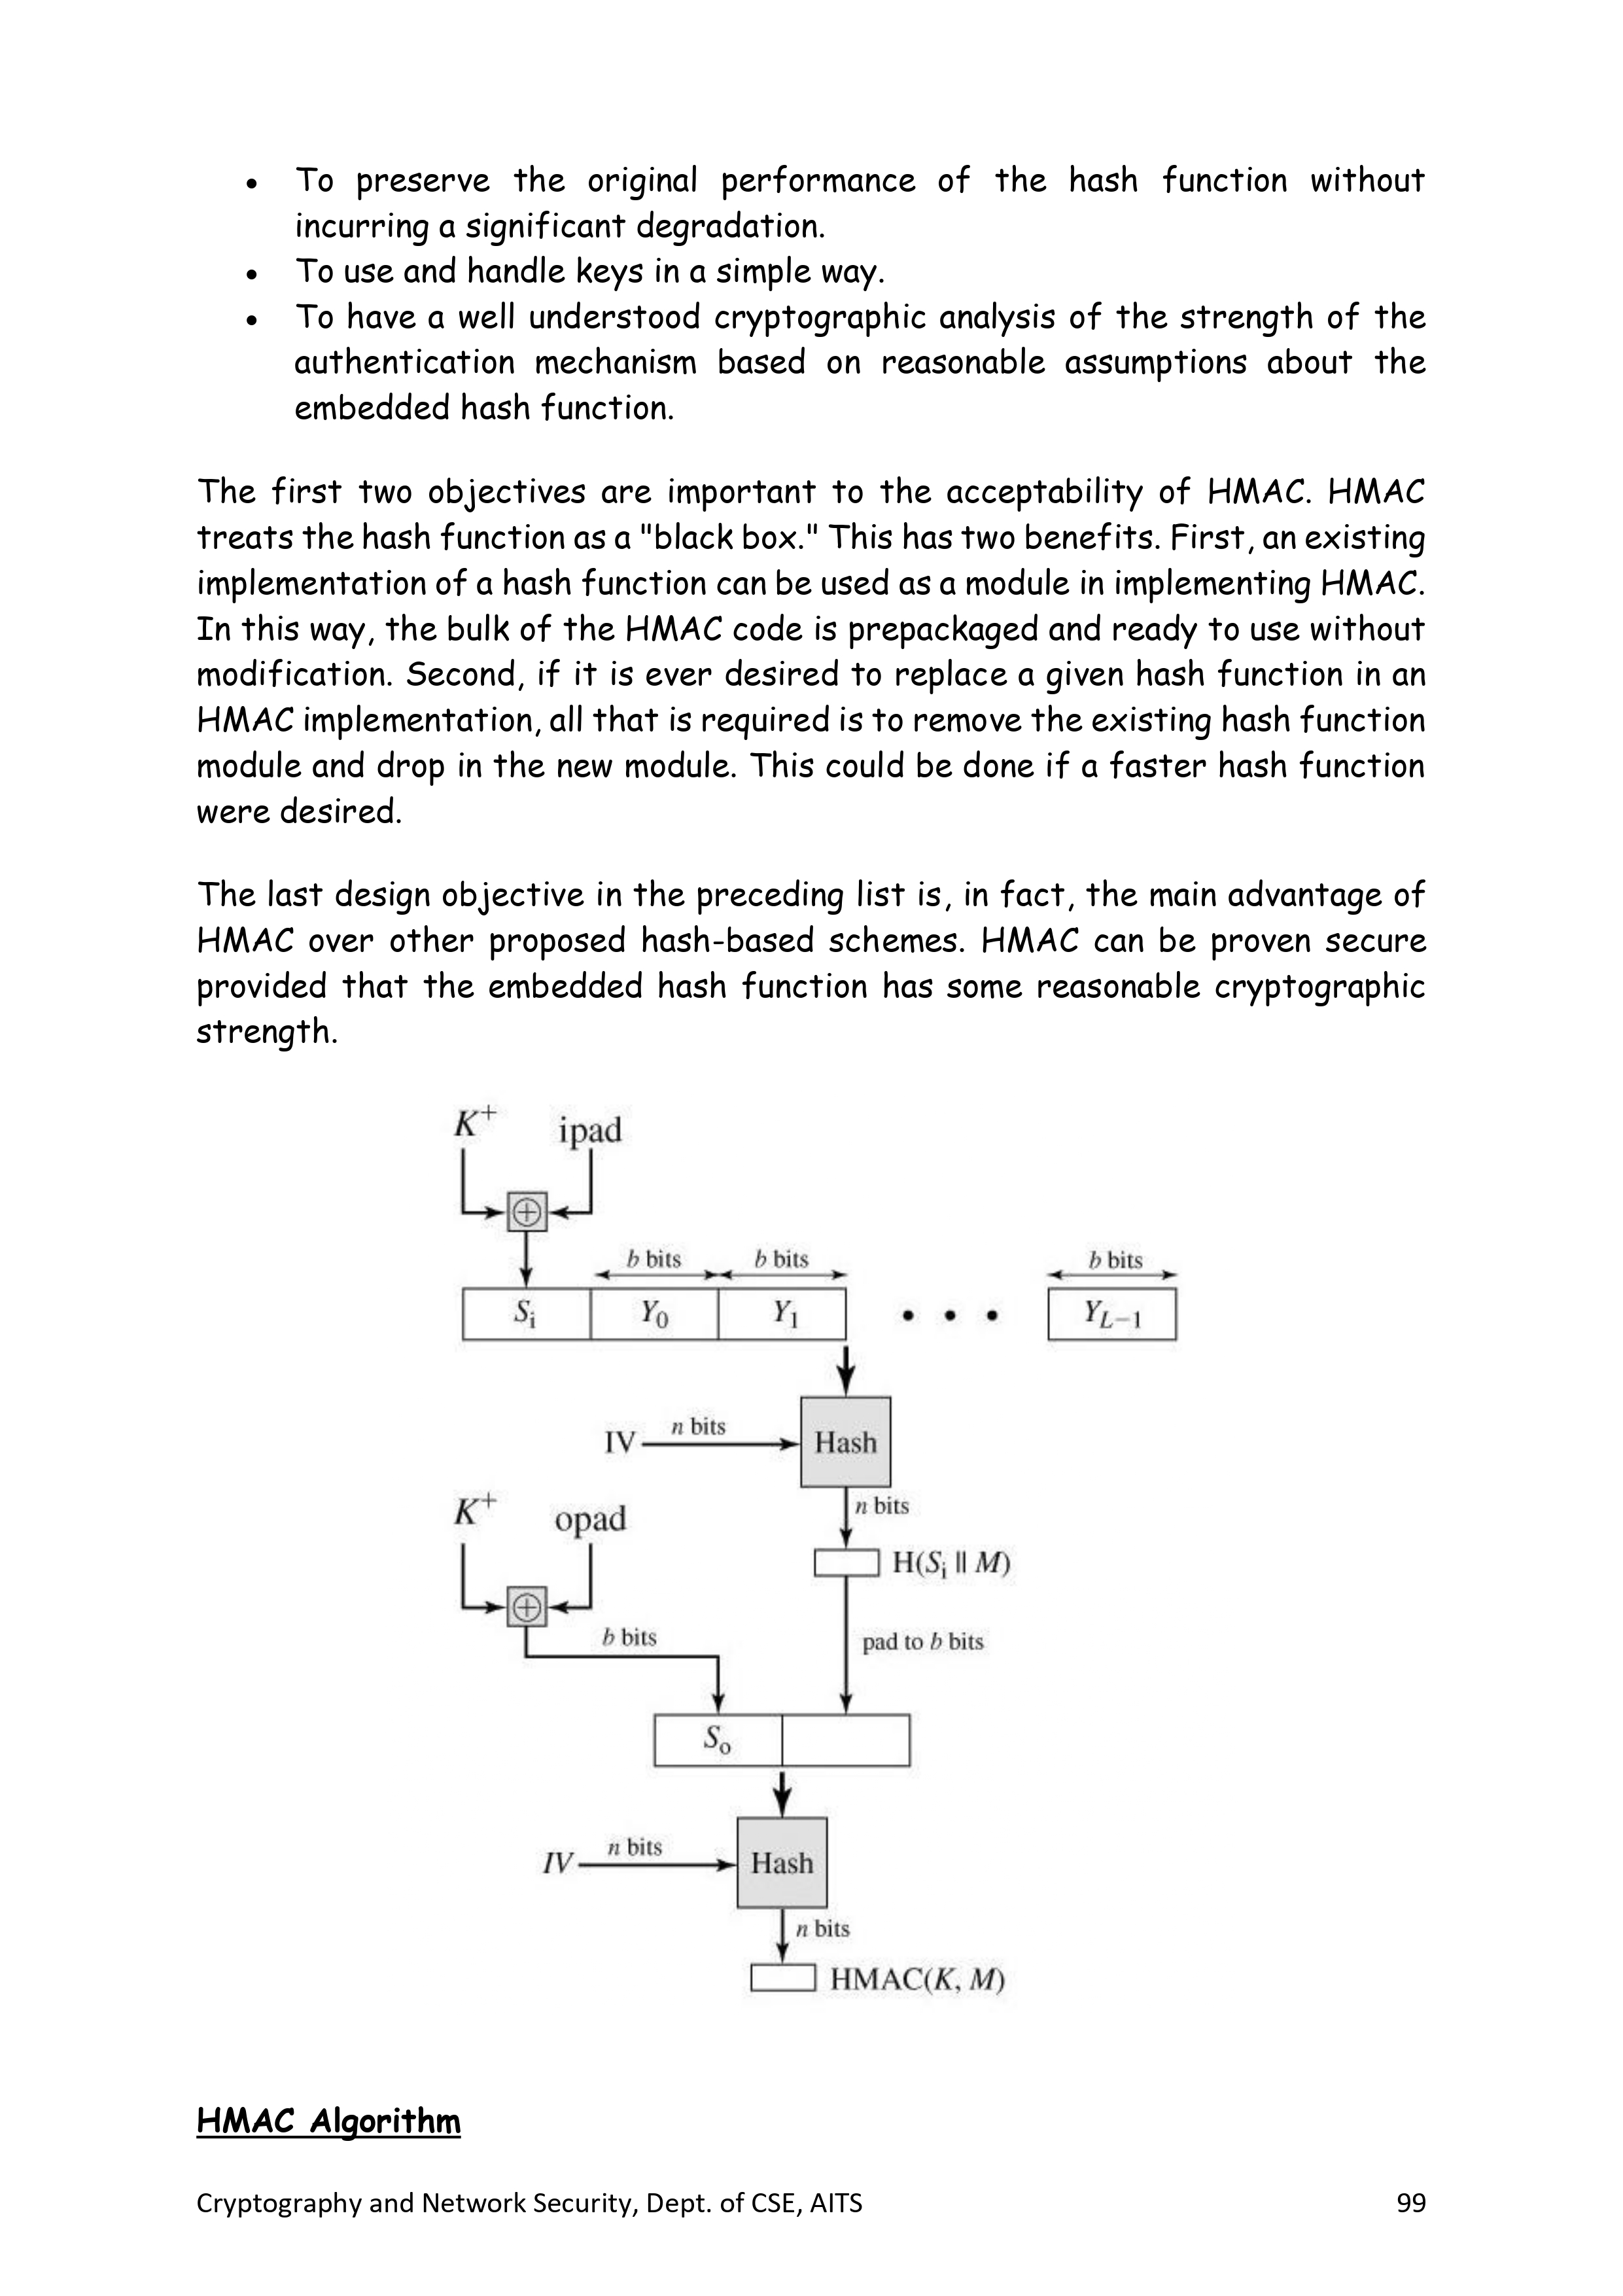 • To preserve the original performance of the hash function without
incurring a significant degradation.
• To use and handle keys in a simple way.
• To have a well understood cryptographic analysis of the strength of the
authentication mechanism based on reasonable assumptions about the
embedded hash function.
The first two objectives are important to the acceptability of HMAC. HMAC
treats the hash function as a "black box." This has two benefits. First, an existing
implementation of a hash function can be used as a module in implementing HMAC.
In this way, the bulk of the HMAC code is prepackaged and ready to use without
modification. Second, if it is ever desired to replace a given hash function in an
HMAC implementation, all that is required is to remove the existing hash function
module and drop in the new module. This could be done if a faster hash function
were desired.
The last design objective in the preceding list is, in fact, the main advantage of
HMAC over other proposed hash-based schemes. HMAC can be proven secure
provided that the embedded hash function has some reasonable cryptographic
strength.
K⁺ ipad
⊕
b bits b bits b bits
Sᵢ Y₀ Y₁ • • • Y_{L−1}
IV n bits Hash
n bits
K⁺ opad
H(Sᵢ || M)
⊕
b bits pad to b bits
Sₒ
IV n bits Hash
n bits
HMAC(K, M)
HMAC Algorithm
Cryptography and Network Security, Dept. of CSE, AITS 99